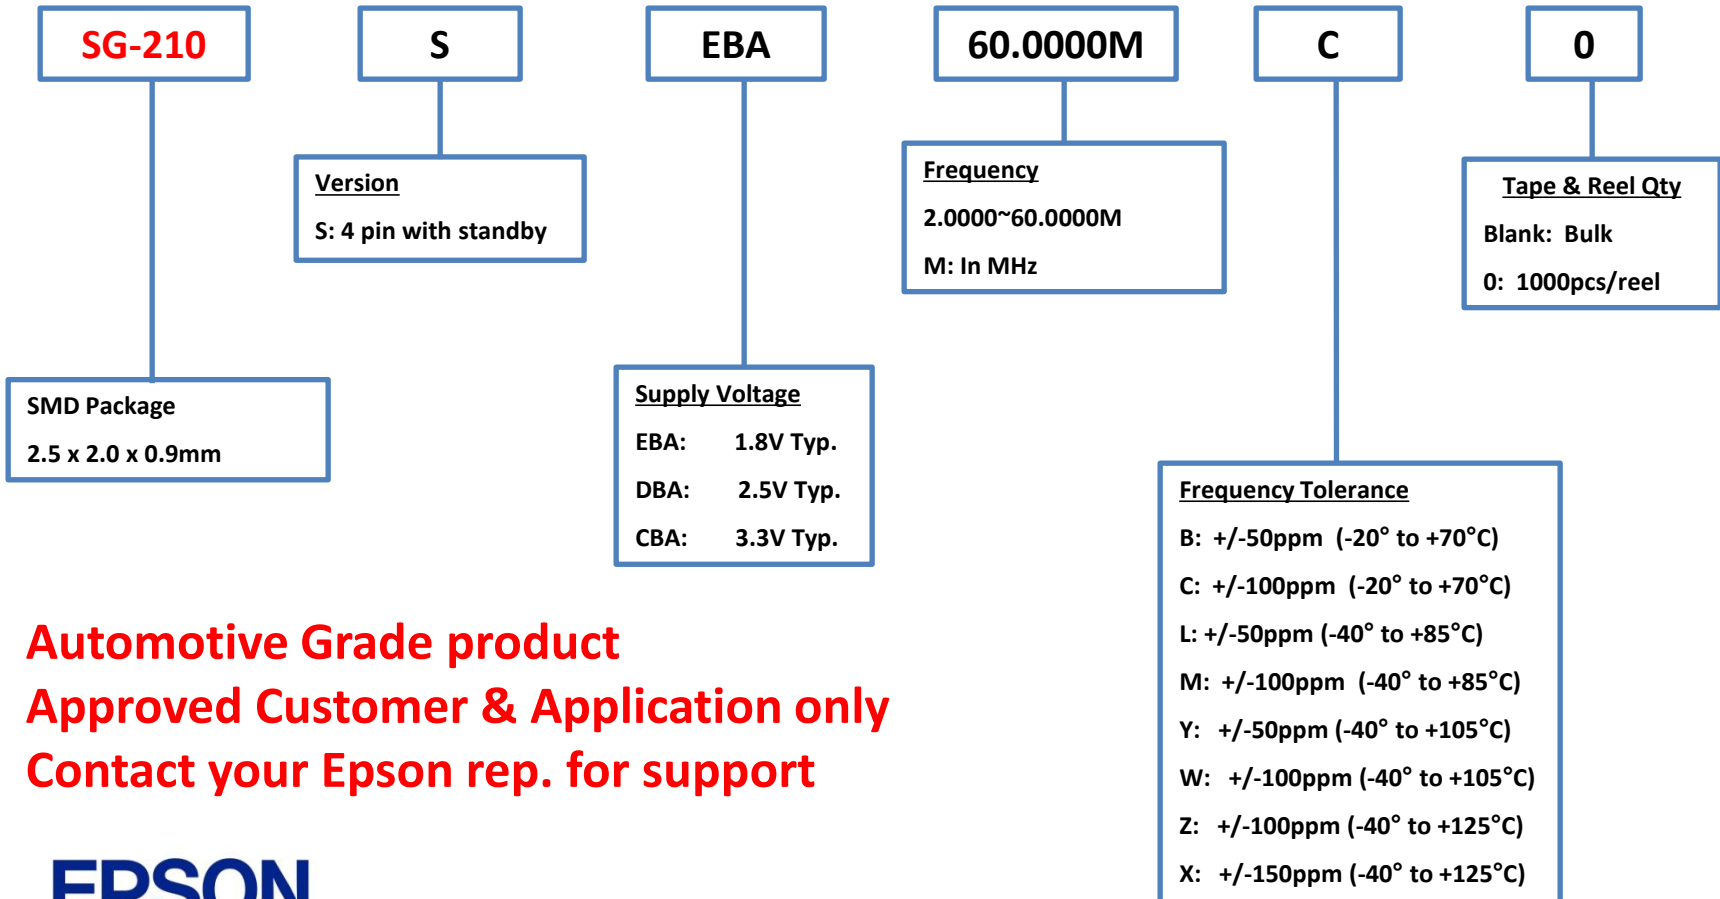 SG-210 S EBA 60.0000M C 0
Version
S: 4 pin with standby
Frequency
2.0000~60.0000M
M: In MHz
Tape & Reel Qty
Blank: Bulk
0: 1000pcs/reel
SMD Package
2.5 x 2.0 x 0.9mm
Supply Voltage
EBA: 1.8V Typ.
DBA: 2.5V Typ.
CBA: 3.3V Typ.
Frequency Tolerance
B: +/-50ppm (-20° to +70°C)
C: +/-100ppm (-20° to +70°C)
L: +/-50ppm (-40° to +85°C)
M: +/-100ppm (-40° to +85°C)
Y: +/-50ppm (-40° to +105°C)
W: +/-100ppm (-40° to +105°C)
Z: +/-100ppm (-40° to +125°C)
X: +/-150ppm (-40° to +125°C)
Automotive Grade product
Approved Customer & Application only
Contact your Epson rep. for support
EPSON